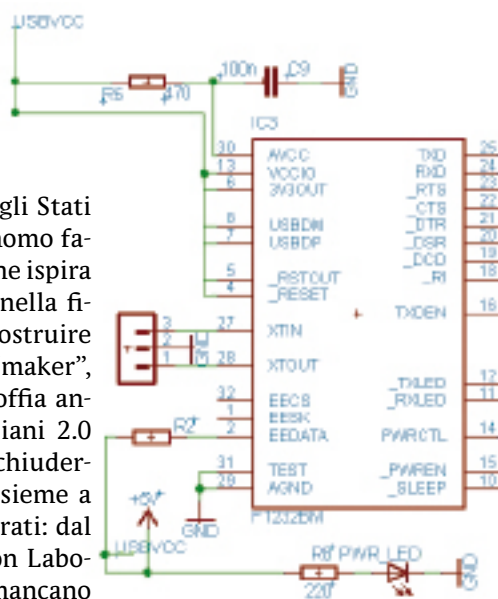 USBVCC
100n C9
R5 470
GND
IC3
30 AVCC TXD 25
13 VCCIO RXD 24
6 3V3OUT _RTS 23
_CTS 22
8 USBDM _DTR 21
7 USBDP _DSR 20
_DCD 19
5 _RSTOUT _RI 18
4 _RESET
TXDEN 16
3 27 XTIN
2
1 28 XTOUT
_TXLED 17
32 EECS _RXLED 11
1 EESK
R2 2 EEDATA PWRCTL 14
31 TEST _PWREN 15
29 AGND _SLEEP 10
+5V
GND
FT232BM
USBVCC
R8 PWR_LED
220
GND
gli Stati
nomo fa-
ne ispira
nella fi-
ostruire
maker”,
offia an-
iani 2.0
chiuder-
sieme a
rati: dal
on Labo-
mancano